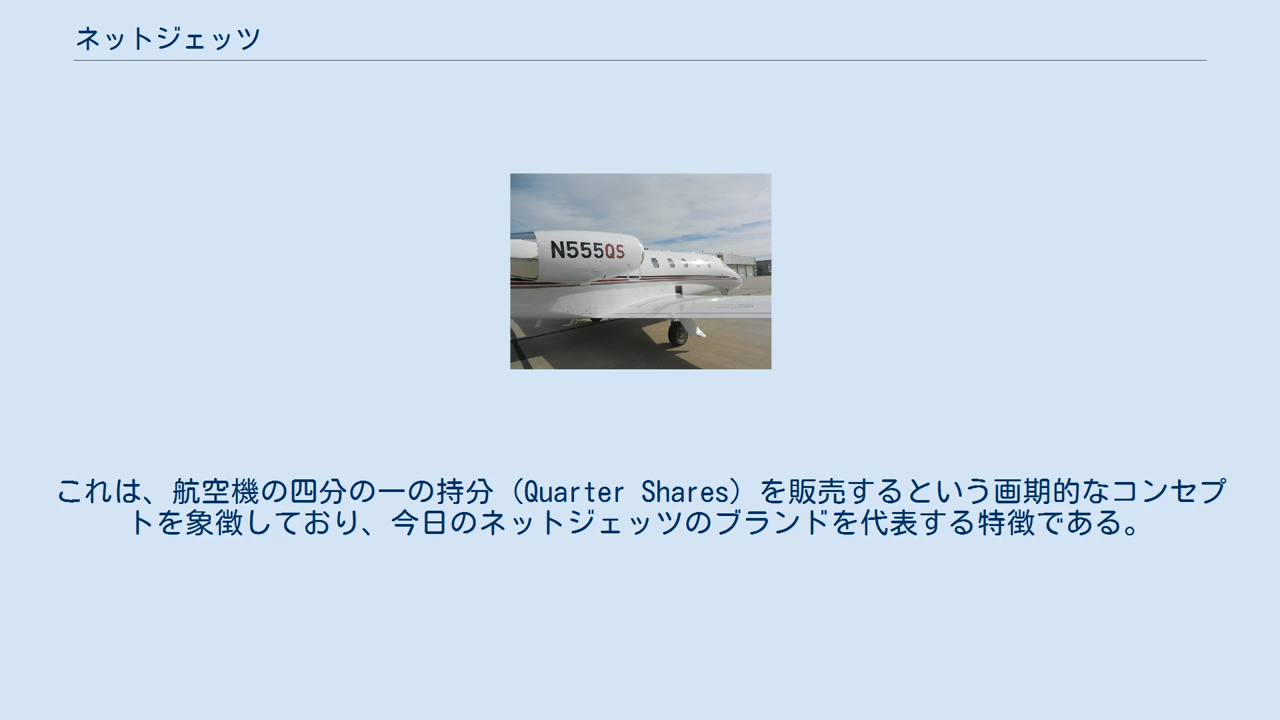 ネットジェッツ
N555QS
これは、航空機の四分の一の持分（Quarter Shares）を販売するという画期的なコンセプ
トを象徴しており、今日のネットジェッツのブランドを代表する特徴である。